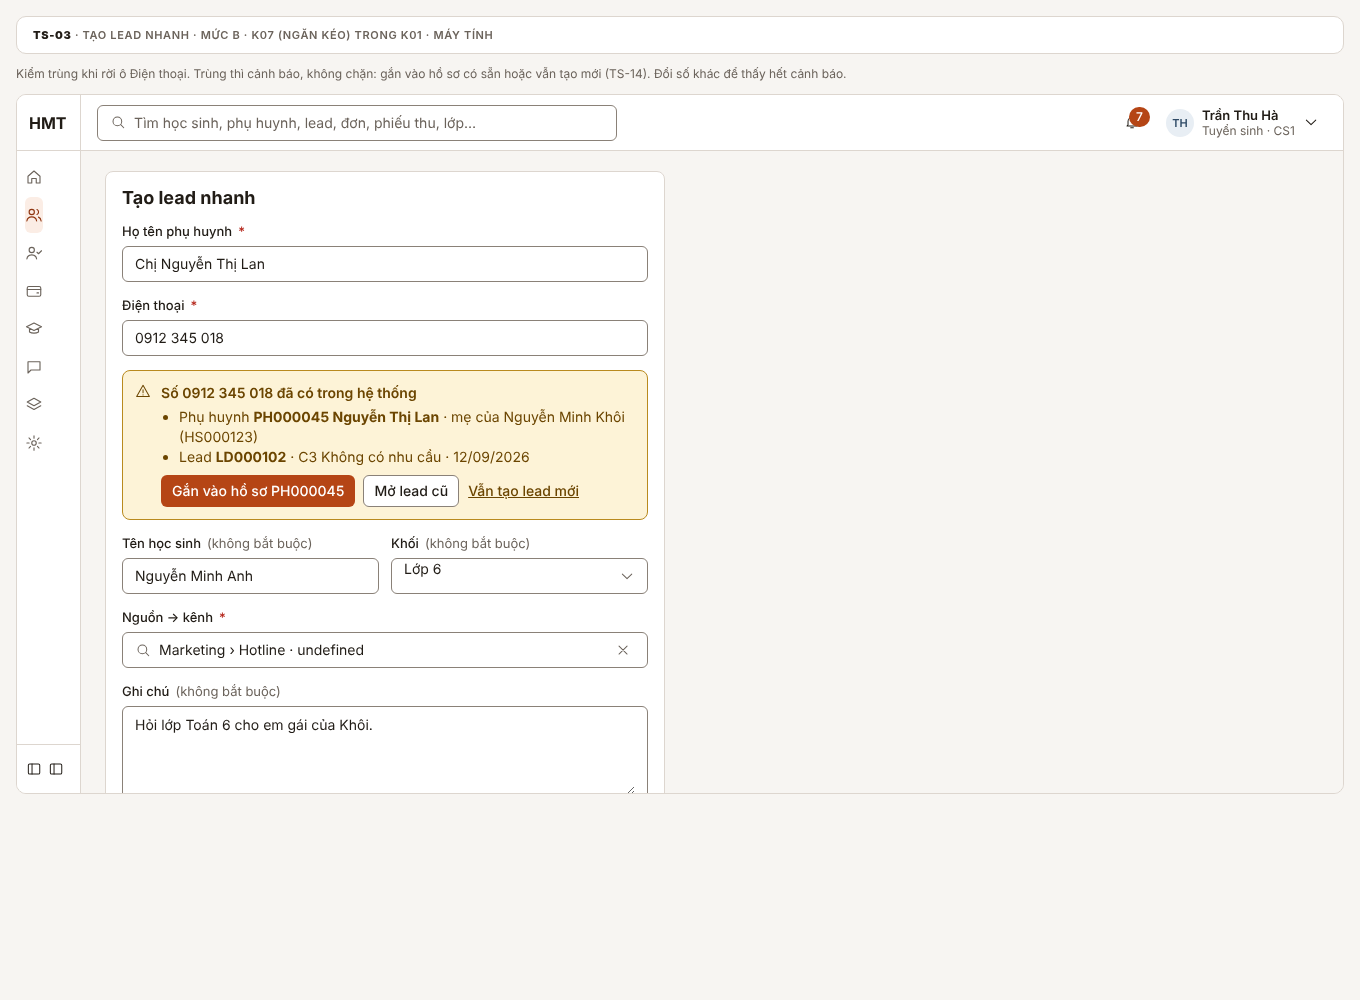 TS-03 · TẠO LEAD NHANH · MỨC B · K07 (NGĂN KÉO) TRONG K01 · MÁY TÍNH
Kiểm trùng khi rời ô Điện thoại. Trùng thì cảnh báo, không chặn: gắn vào hồ sơ có sẵn hoặc vẫn tạo mới (TS-14). Đổi số khác để thấy hết cảnh báo.
HMT
Tìm học sinh, phụ huynh, lead, đơn, phiếu thu, lớp...
7
TH
Trần Thu Hà
Tuyển sinh · CS1
Tạo lead nhanh
Họ tên phụ huynh *
Chị Nguyễn Thị Lan
Điện thoại *
0912 345 018
Số 0912 345 018 đã có trong hệ thống
• Phụ huynh PH000045 Nguyễn Thị Lan · mẹ của Nguyễn Minh Khôi
(HS000123)
• Lead LD000102 · C3 Không có nhu cầu · 12/09/2026
Gắn vào hồ sơ PH000045 Mở lead cũ Vẫn tạo lead mới
Tên học sinh (không bắt buộc) Khối (không bắt buộc)
Nguyễn Minh Anh Lớp 6
Nguồn → kênh *
Marketing › Hotline · undefined
Ghi chú (không bắt buộc)
Hỏi lớp Toán 6 cho em gái của Khôi.